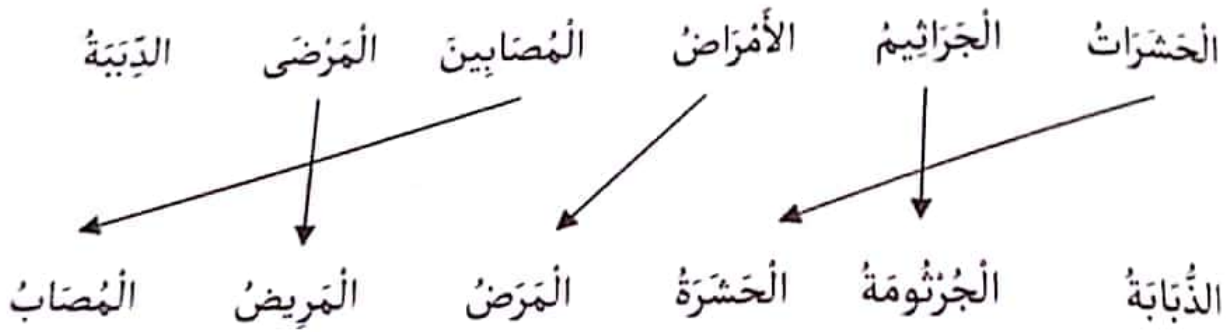 الْحَشَرَاتُ الْجَرَاثِيمُ الأَمْرَاضُ الْمُصَابِينَ الْمَرْضَى الذِّبَبَةُ
الذُّبَابَةُ الْجُرْثُومَةُ الْحَشَرَةُ الْمَرَضُ الْمَرِيضُ الْمُصَابُ